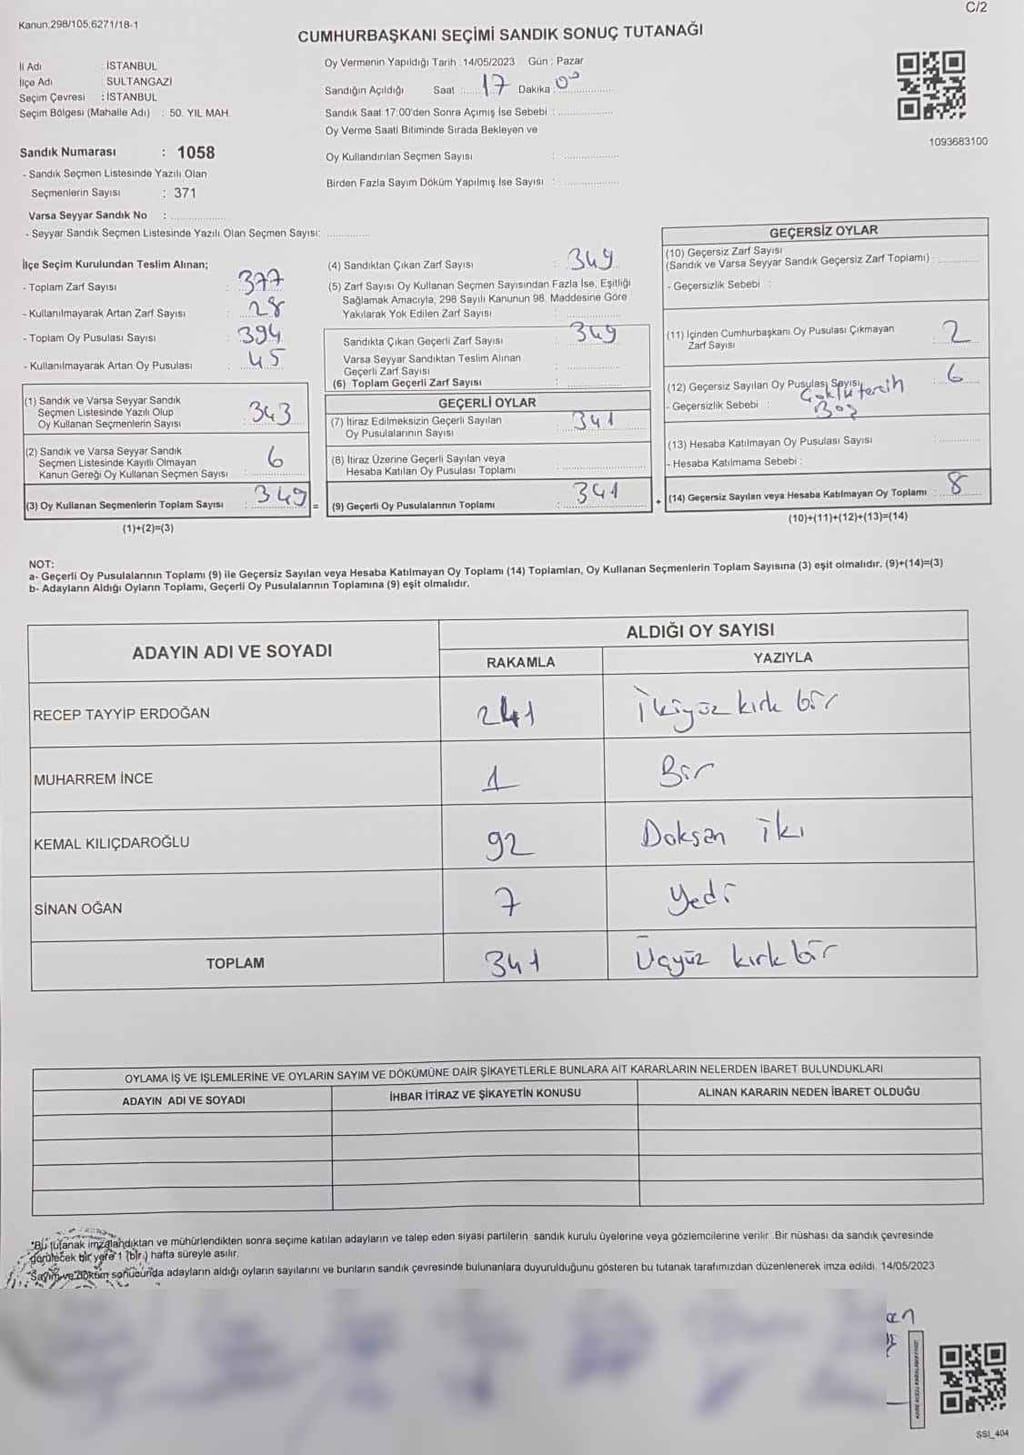 C/2
Kanun.298/105,6271/18-1
CUMHURBAŞKANI SEÇİMİ SANDIK SONUÇ TUTANAĞI
İl Adı : İSTANBUL
İlçe Adı : SULTANGAZİ
Seçim Çevresi : İSTANBUL
Seçim Bölgesi (Mahalle Adı) : 50. YIL MAH.
Sandık Numarası : 1058
- Sandık Seçmen Listesinde Yazılı Olan
Seçmenlerin Sayısı : 371
Varsa Seyyar Sandık No :
- Seyyar Sandık Seçmen Listesinde Yazılı Olan Seçmen Sayısı:
Oy Vermenin Yapıldığı Tarih : 14/05/2023 Gün : Pazar
Sandığın Açıldığı Saat : 17 Dakika : 00
Sandık Saat 17:00'den Sonra Açımış İse Sebebi :
Oy Verme Saati Bitiminde Sırada Bekleyen ve
Oy Kullandırılan Seçmen Sayısı :
Birden Fazla Sayım Döküm Yapılmış İse Sayısı :
1093683100
İlçe Seçim Kurulundan Teslim Alınan;
- Toplam Zarf Sayısı : 377
- Kullanılmayarak Artan Zarf Sayısı : 28
- Toplam Oy Pusulası Sayısı : 394
- Kullanılmayarak Artan Oy Pusulası : 45
(1) Sandık ve Varsa Seyyar Sandık
Seçmen Listesinde Yazılı Olup
Oy Kullanan Seçmenlerin Sayısı 343
(2) Sandık ve Varsa Seyyar Sandık
Seçmen Listesinde Kayıtlı Olmayan
Kanun Gereği Oy Kullanan Seçmen Sayısı 6
(3) Oy Kullanan Seçmenlerin Toplam Sayısı : 349 =
(1)+(2)=(3)
(4) Sandıktan Çıkan Zarf Sayısı : 349
(5) Zarf Sayısı Oy Kullanan Seçmen Sayısından Fazla İse, Eşitliği
Sağlamak Amacıyla, 298 Sayılı Kanunun 98. Maddesine Göre
Yakılarak Yok Edilen Zarf Sayısı :
Sandıkta Çıkan Geçerli Zarf Sayısı : 349
Varsa Seyyar Sandıktan Teslim Alınan
Geçerli Zarf Sayısı :
(6) Toplam Geçerli Zarf Sayısı :
GEÇERLİ OYLAR
(7) İtiraz Edilmeksizin Geçerli Sayılan
Oy Pusulalarının Sayısı : 341
(8) İtiraz Üzerine Geçerli Sayılan veya
Hesaba Katılan Oy Pusulası Toplamı :
(9) Geçerli Oy Pusulalarının Toplamı : 341 +
GEÇERSİZ OYLAR
(10) Geçersiz Zarf Sayısı
(Sandık ve Varsa Seyyar Sandık Geçersiz Zarf Toplamı) :
- Geçersizlik Sebebi :
(11) İçinden Cumhurbaşkanı Oy Pusulası Çıkmayan
Zarf Sayısı : 2
(12) Geçersiz Sayılan Oy Pusulası Sayısı : 6
- Geçersizlik Sebebi : Çoklu tercih
Boş
(13) Hesaba Katılmayan Oy Pusulası Sayısı :
- Hesaba Katılmama Sebebi :
(14) Geçersiz Sayılan veya Hesaba Katılmayan Oy Toplamı : 8
(10)+(11)+(12)+(13)=(14)
NOT:
a- Geçerli Oy Pusulalarının Toplamı (9) ile Geçersiz Sayılan veya Hesaba Katılmayan Oy Toplamı (14) Toplamları, Oy Kullanan Seçmenlerin Toplam Sayısına (3) eşit olmalıdır. (9)+(14)=(3)
b- Adayların Aldığı Oyların Toplamı, Geçerli Oy Pusulalarının Toplamına (9) eşit olmalıdır.
ADAYIN ADI VE SOYADI
ALDIĞI OY SAYISI
RAKAMLA YAZIYLA
RECEP TAYYİP ERDOĞAN 241 İkiyüz kırk bir
MUHARREM İNCE 1 Bir
KEMAL KILIÇDAROĞLU 92 Doksan iki
SİNAN OĞAN 7 Yedi
TOPLAM 341 Üçyüz kırk bir
OYLAMA İŞ VE İŞLEMLERİNE VE OYLARIN SAYIM VE DÖKÜMÜNE DAİR ŞİKAYETLERLE BUNLARA AİT KARARLARIN NELERDEN İBARET BULUNDUKLARI
ADAYIN ADI VE SOYADI İHBAR İTİRAZ VE ŞİKAYETİN KONUSU ALINAN KARARIN NEDEN İBARET OLDUĞU
*Bu tutanak imzalandıktan ve mühürlendikten sonra seçime katılan adayların ve talep eden siyasi partilerin sandık kurulu üyelerine veya gözlemcilerine verilir. Bir nüshası da sandık çevresinde
görülecek bir yere 1 (bir) hafta süreyle asılır.
Sayım ve Döküm sonucunda adayların aldığı oyların sayılarını ve bunların sandık çevresinde bulunanlara duyurulduğunu gösteren bu tutanak tarafımızdan düzenlenerek imza edildi. 14/05/2023
SSİ_404